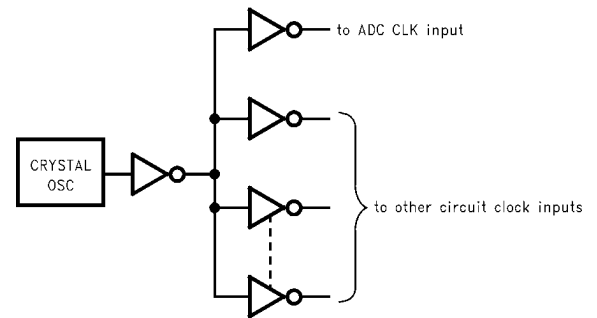 to ADC CLK input
CRYSTAL
OSC
to other circuit clock inputs